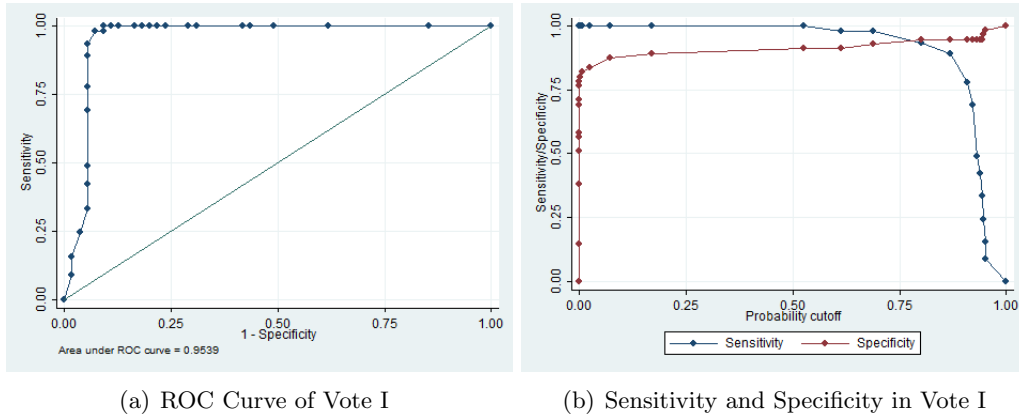 Sensitivity
1.00
0.75
0.50
0.25
0.00
0.00 0.25 0.50 0.75 1.00
1 - Specificity
Area under ROC curve = 0.9539
(a) ROC Curve of Vote I
Sensitivity/Specificity
1.00
0.75
0.50
0.25
0.00
0.00 0.25 0.50 0.75 1.00
Probability cutoff
Sensitivity Specificity
(b) Sensitivity and Specificity in Vote I